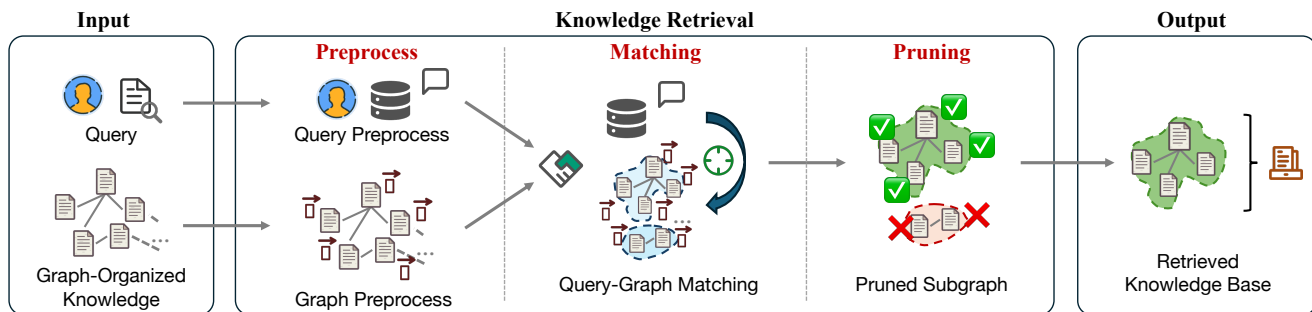 Input
Knowledge Retrieval
Output
Preprocess
Matching
Pruning
Query
Query Preprocess
Graph-Organized
Knowledge
Graph Preprocess
Query-Graph Matching
Pruned Subgraph
Retrieved
Knowledge Base